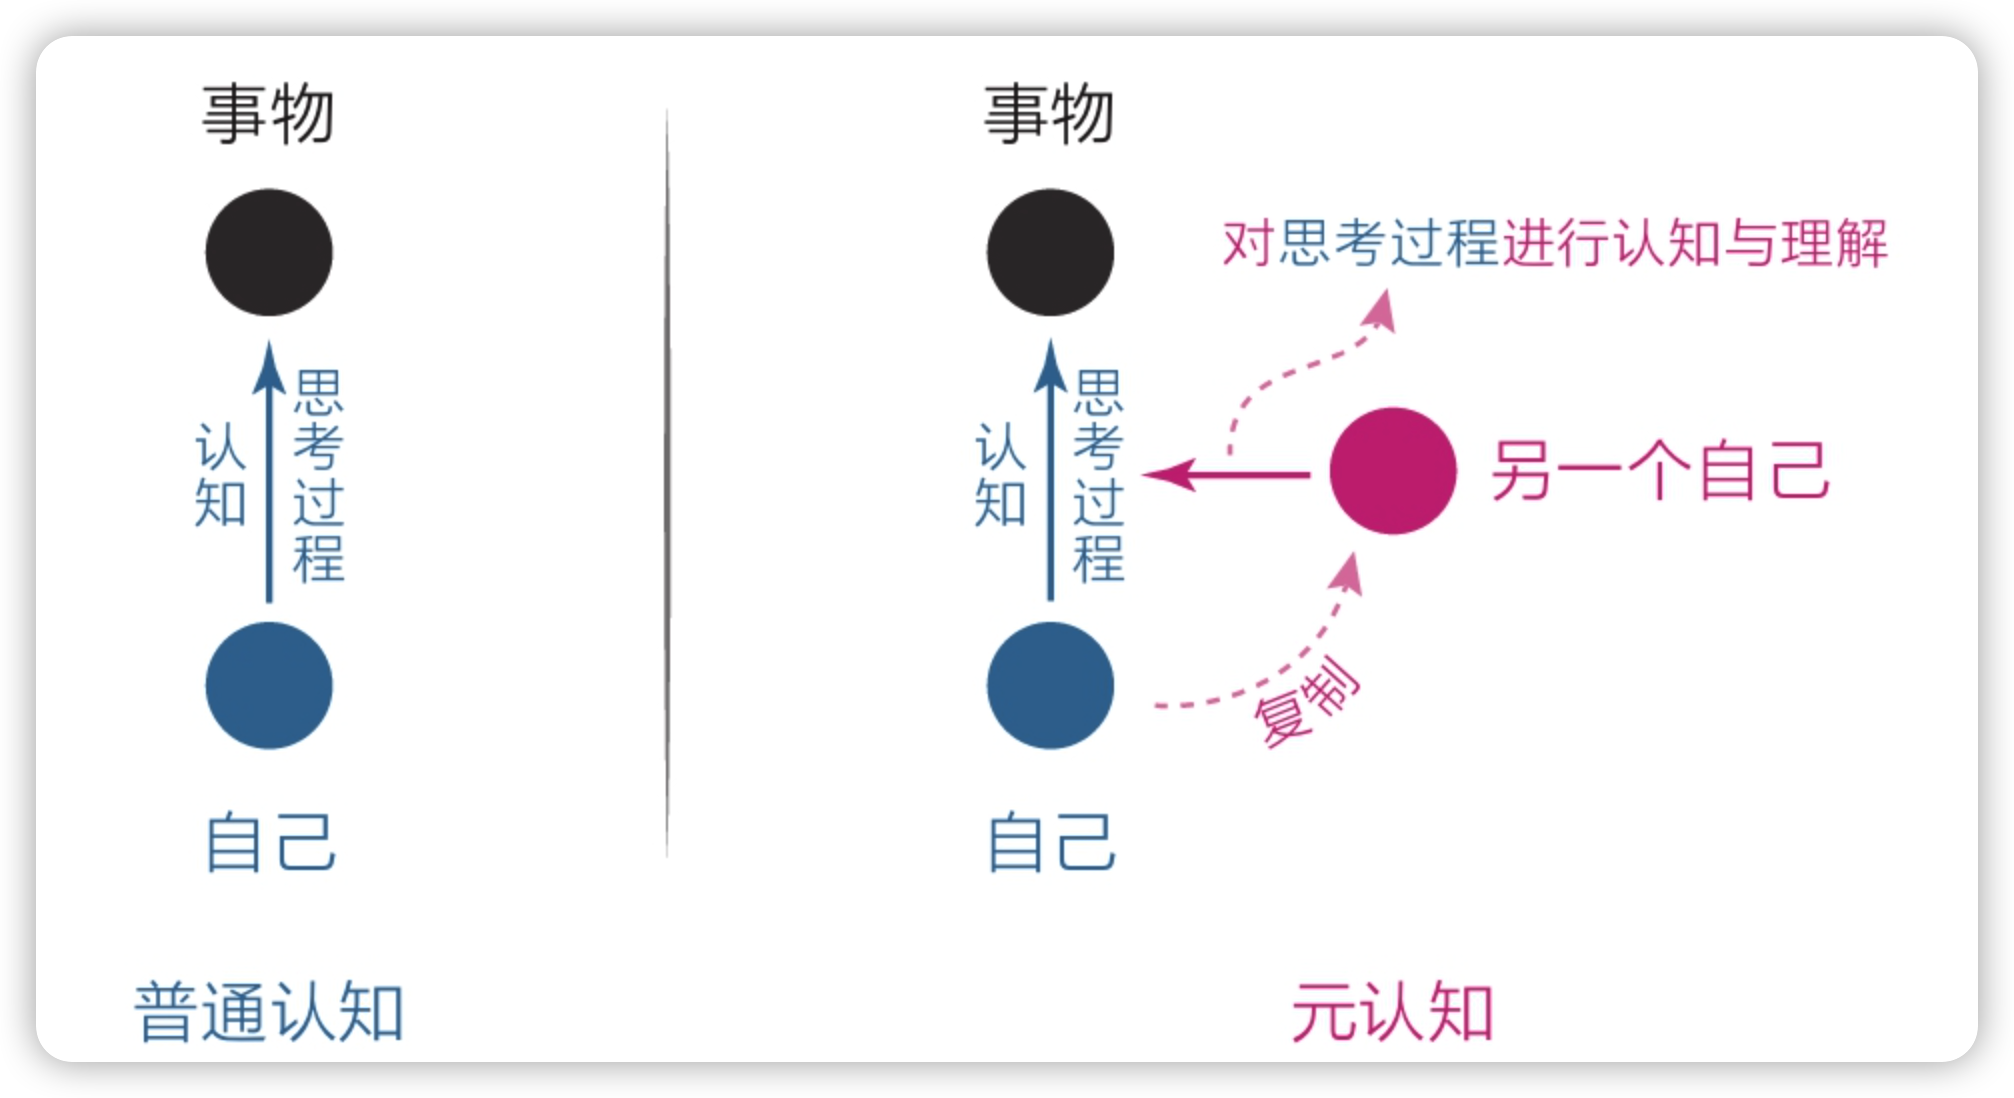 事物
认知
思考过程
自己
普通认知
事物
对思考过程进行认知与理解
认知
思考过程
另一个自己
复制
自己
元认知